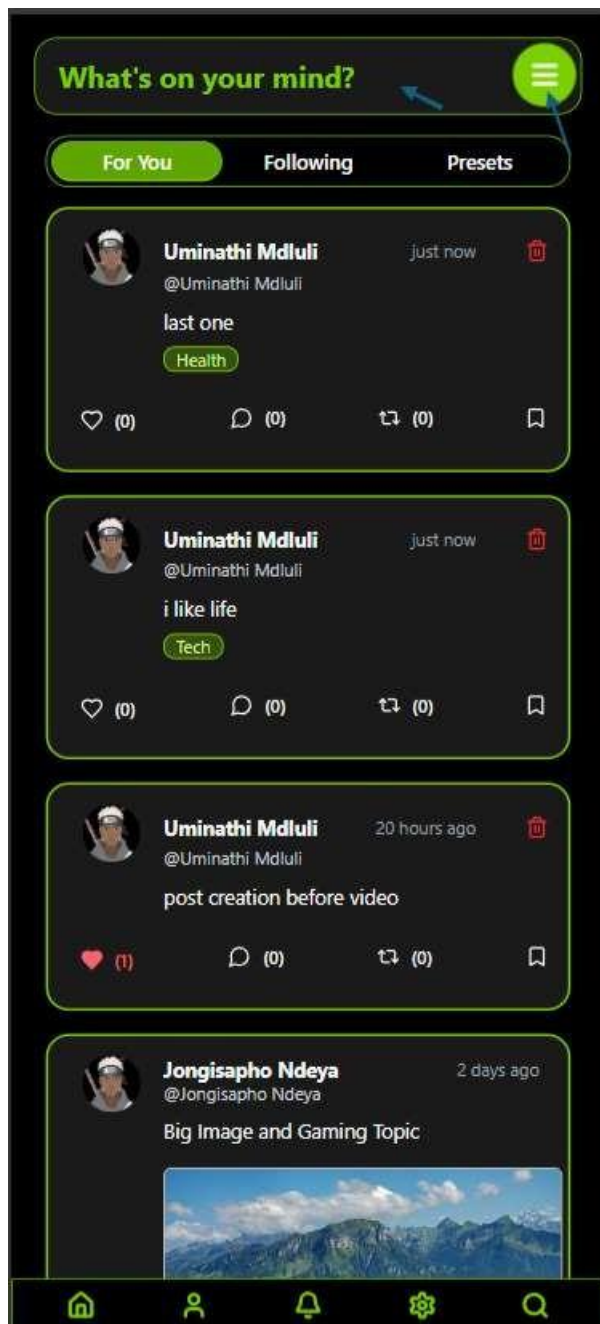 What's on your mind?
For You Following Presets
Uminathi Mdluli just now
@Uminathi Mdluli
last one
Health
(0) (0) (0)
Uminathi Mdluli just now
@Uminathi Mdluli
i like life
Tech
(0) (0) (0)
Uminathi Mdluli 20 hours ago
@Uminathi Mdluli
post creation before video
(1) (0) (0)
Jongisapho Ndeya 2 days ago
@Jongisapho Ndeya
Big Image and Gaming Topic